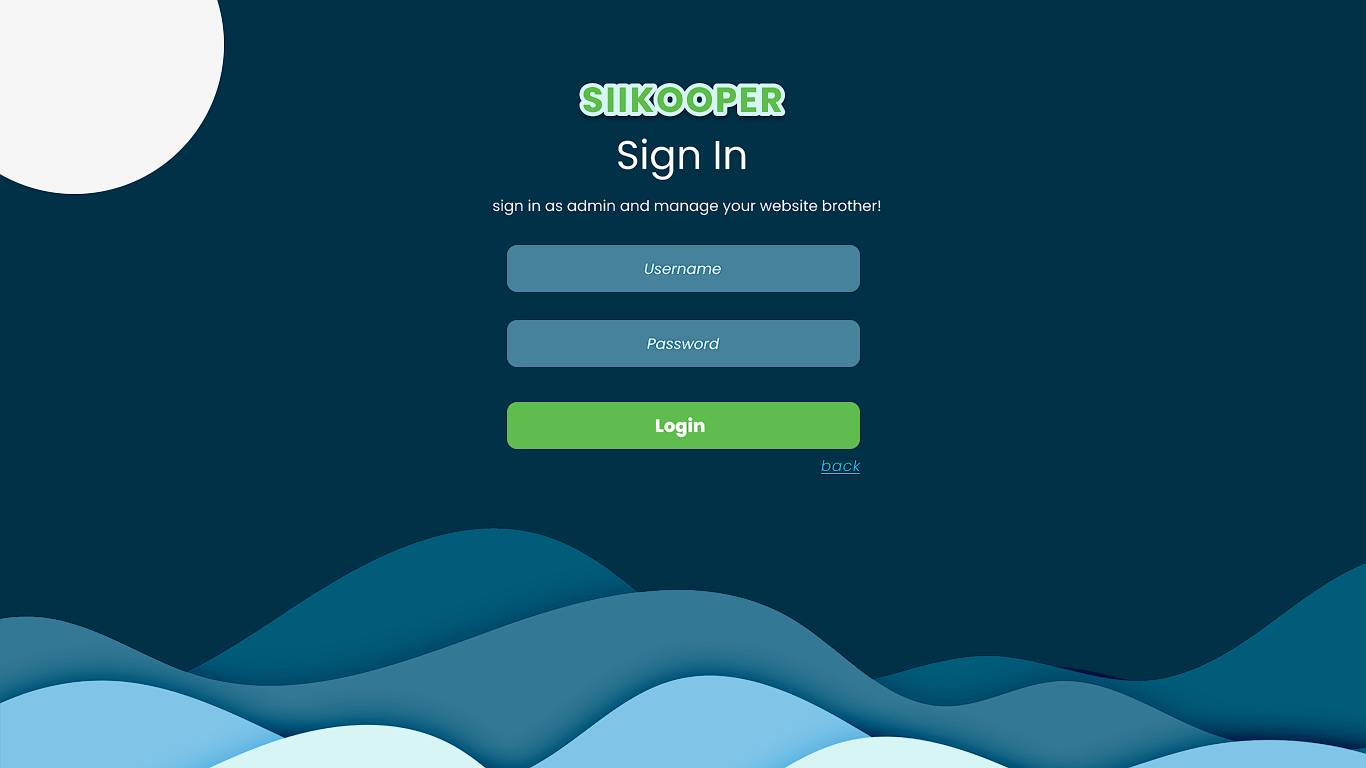 SIIKOOPER
Sign In
sign in as admin and manage your website brother!
Username
Password
Login
back